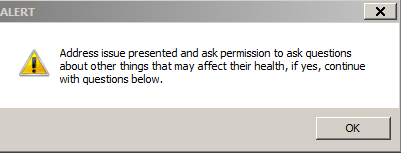 ALERT
Address issue presented and ask permission to ask questions
about other things that may affect their health, if yes, continue
with questions below.
OK